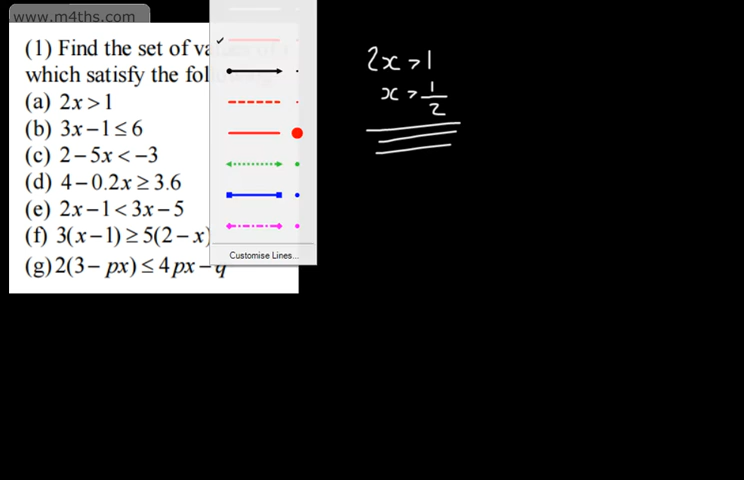 www.m4ths.com
(1) Find the set of va
which satisfy the fol
(a) 2x > 1
(b) 3x − 1 ≤ 6
(c) 2 − 5x < −3
(d) 4 − 0.2x ≥ 3.6
(e) 2x − 1 < 3x − 5
(f) 3(x − 1) ≥ 5(2 − x)
(g) 2(3 − px) ≤ 4px − q
Customise Lines...
2x > 1
x > 1/2